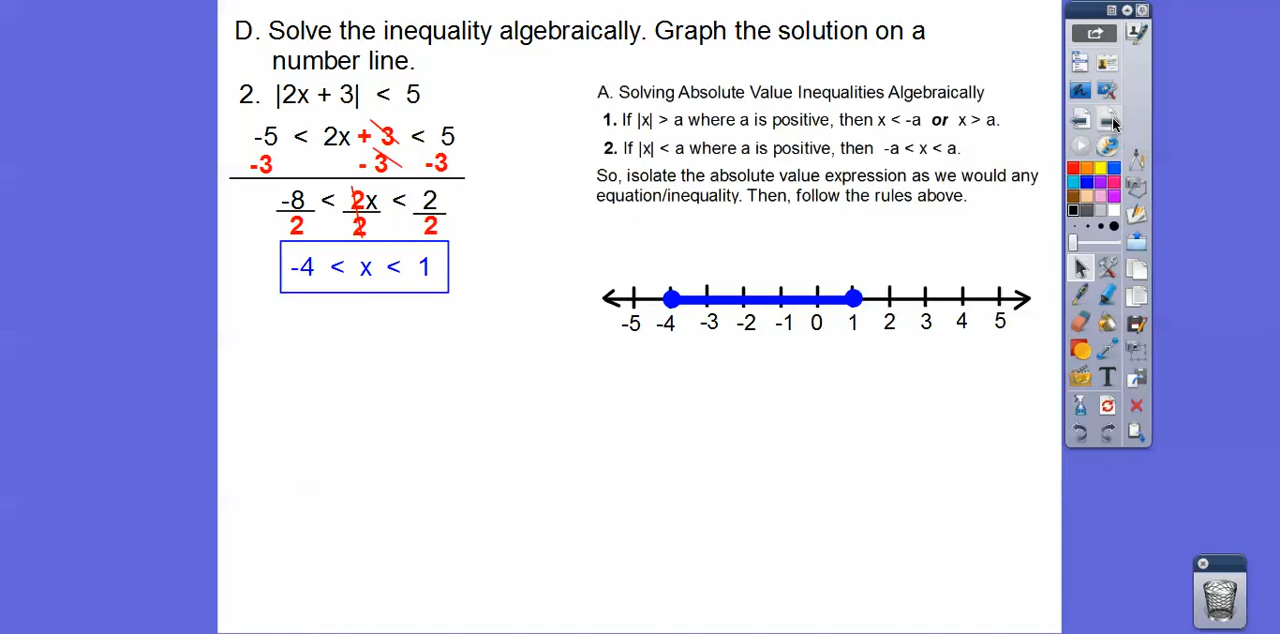 D. Solve the inequality algebraically. Graph the solution on a
number line.
2. |2x + 3| < 5
-5 < 2x + 3 < 5
-3 - 3 -3
-8 < 2x < 2
2 2 2
-4 < x < 1
A. Solving Absolute Value Inequalities Algebraically
1. If |x| > a where a is positive, then x < -a or x > a.
2. If |x| < a where a is positive, then -a < x < a.
So, isolate the absolute value expression as we would any
equation/inequality. Then, follow the rules above.
-5 -4 -3 -2 -1 0 1 2 3 4 5
T